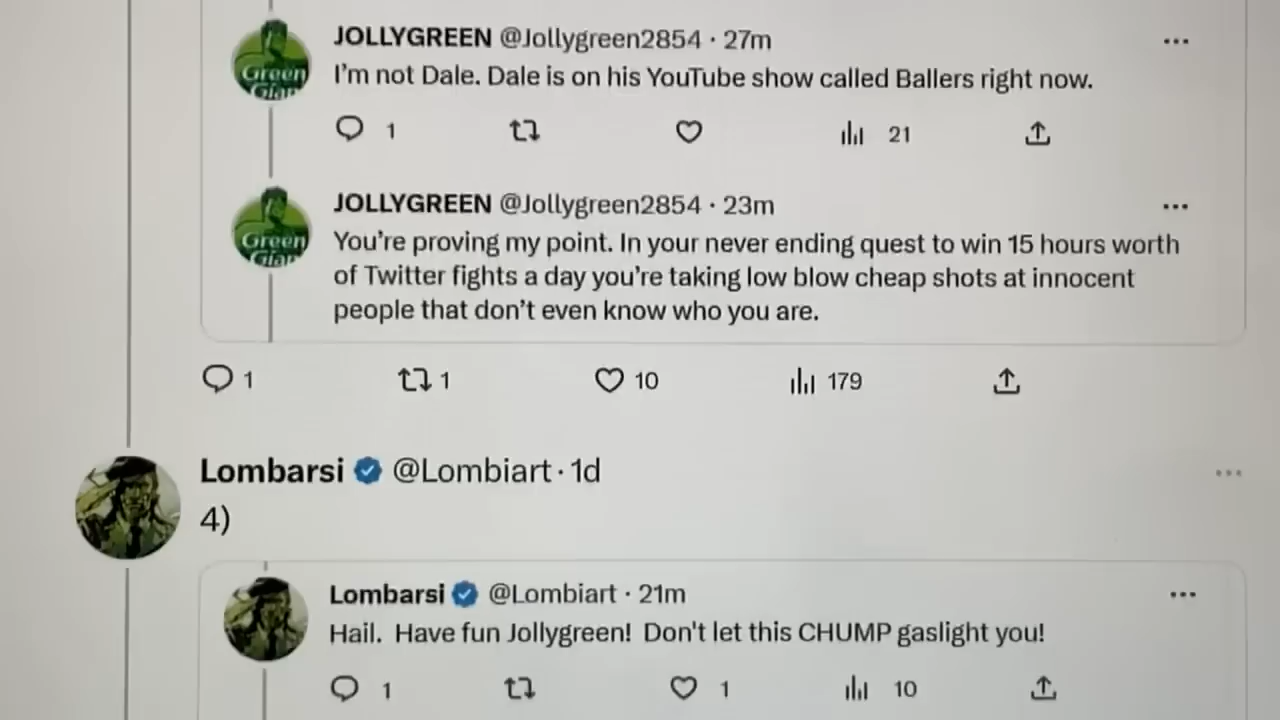 JOLLYGREEN @Jollygreen2854 · 27m
Green
Giant
I'm not Dale. Dale is on his YouTube show called Ballers right now.
1
21
JOLLYGREEN @Jollygreen2854 · 23m
Green
Giant
You're proving my point. In your never ending quest to win 15 hours worth
of Twitter fights a day you're taking low blow cheap shots at innocent
people that don't even know who you are.
1
1
10
179
Lombarsi @Lombiart · 1d
4)
Lombarsi @Lombiart · 21m
Hail. Have fun Jollygreen! Don't let this CHUMP gaslight you!
1
1
10